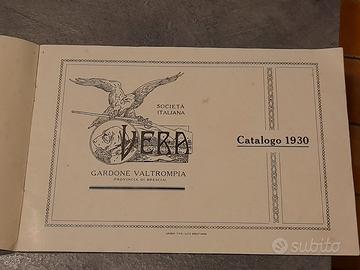 SOCIETÀ
ITALIANA
VERA
GARDONE VALTROMPIA
(PROVINCIA DI BRESCIA)
Catalogo 1930
subito